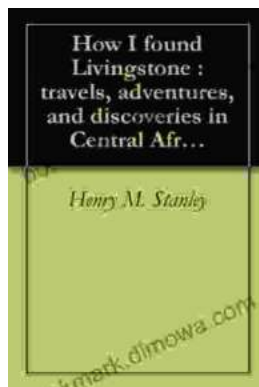 How I found
Livingstone :
travels, adventures,
and discoveries in
Central Afr...
Henry M. Stanley